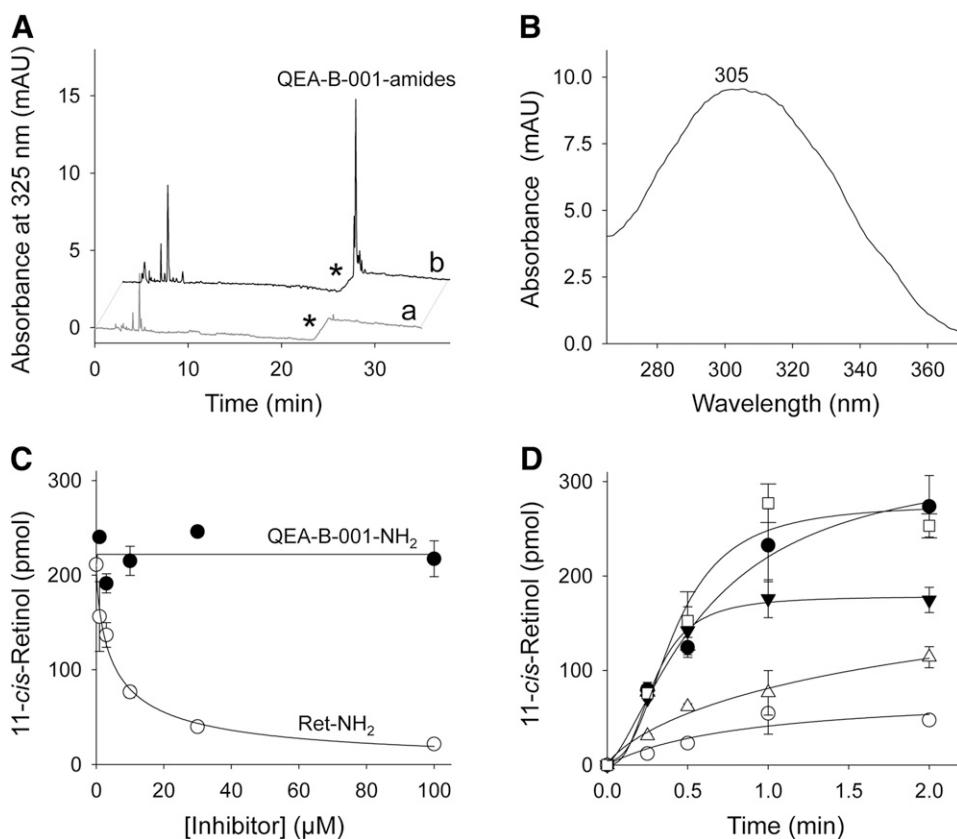 A
Absorbance at 325 nm (mAU)
15
10
5
0
QEA-B-001-amides
*
b
*
a
0 10 20 30
Time (min)
B
Absorbance (mAU)
10.0
7.5
5.0
2.5
0.0
305
280 300 320 340 360
Wavelength (nm)
C
11-cis-Retinol (pmol)
300
200
100
0
QEA-B-001-NH₂
Ret-NH₂
0 20 40 60 80 100
[Inhibitor] (µM)
D
11-cis-Retinol (pmol)
300
200
100
0
0.0 0.5 1.0 1.5 2.0
Time (min)